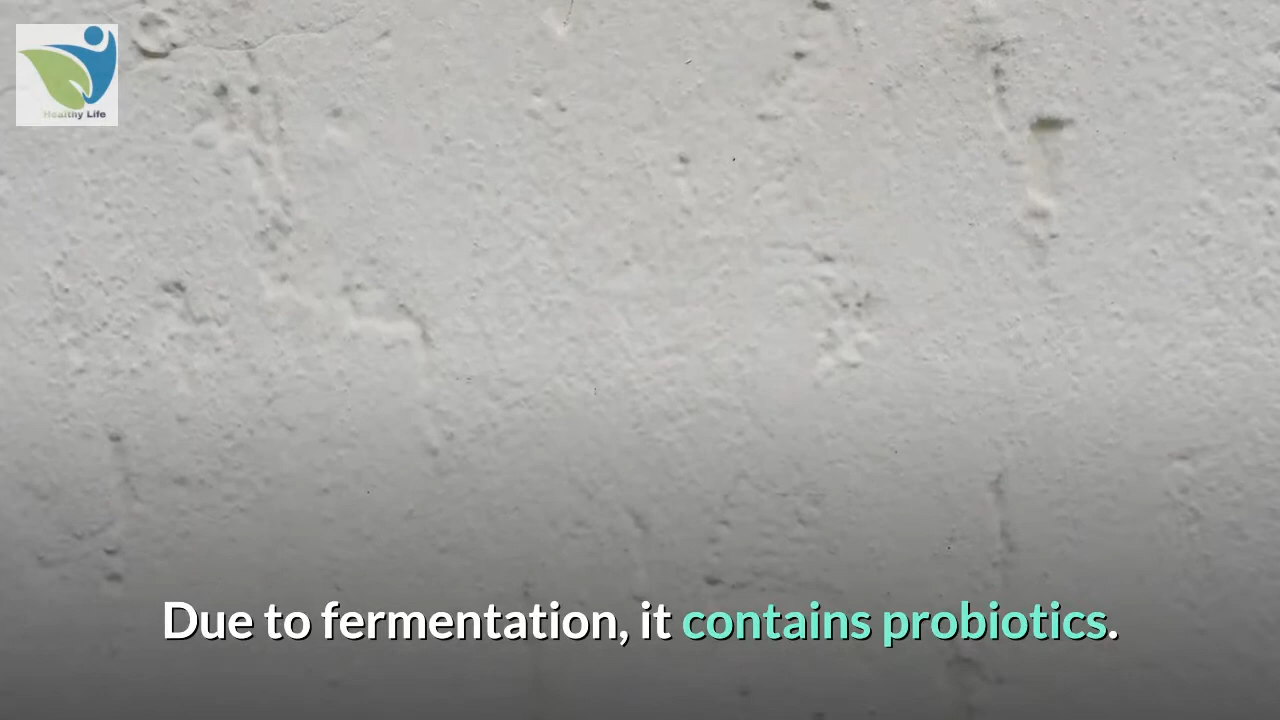 Healthy Life
Due to fermentation, it contains probiotics.